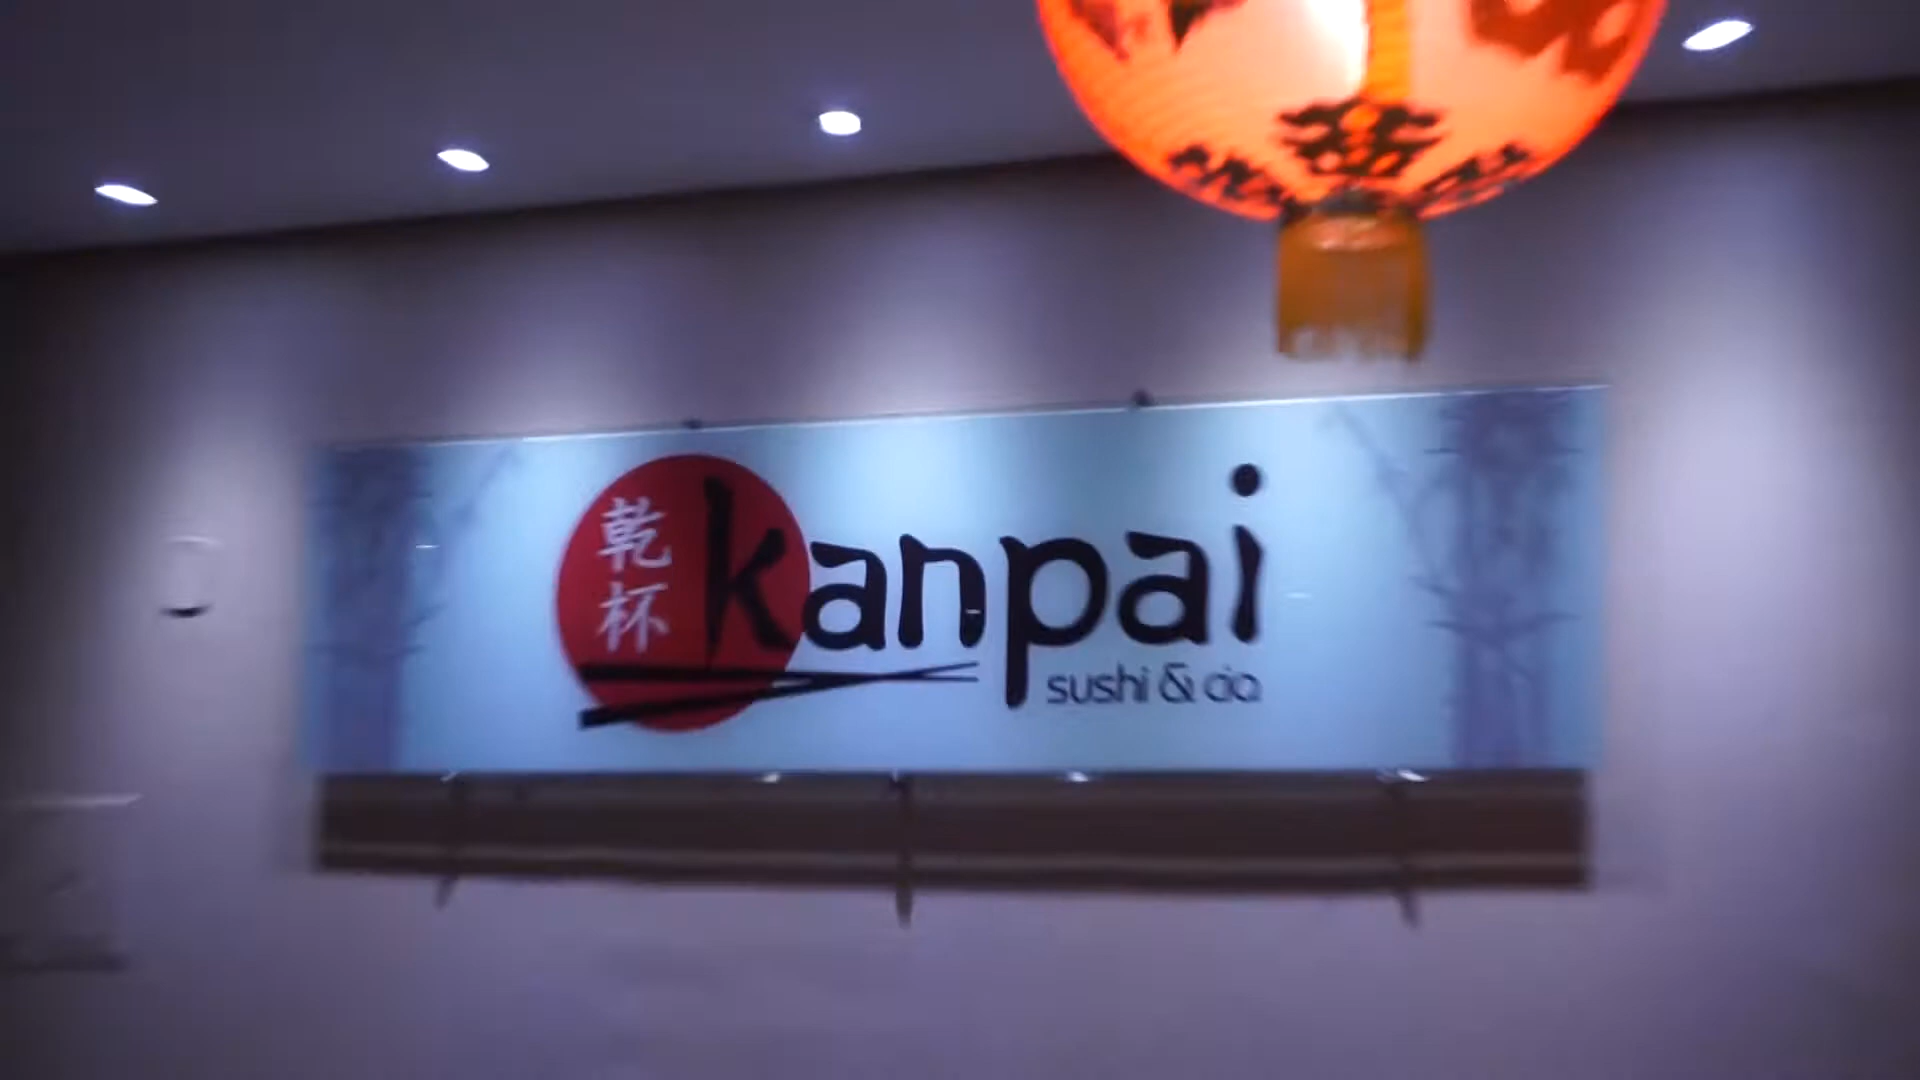 乾杯
kanpai
sushi & cia